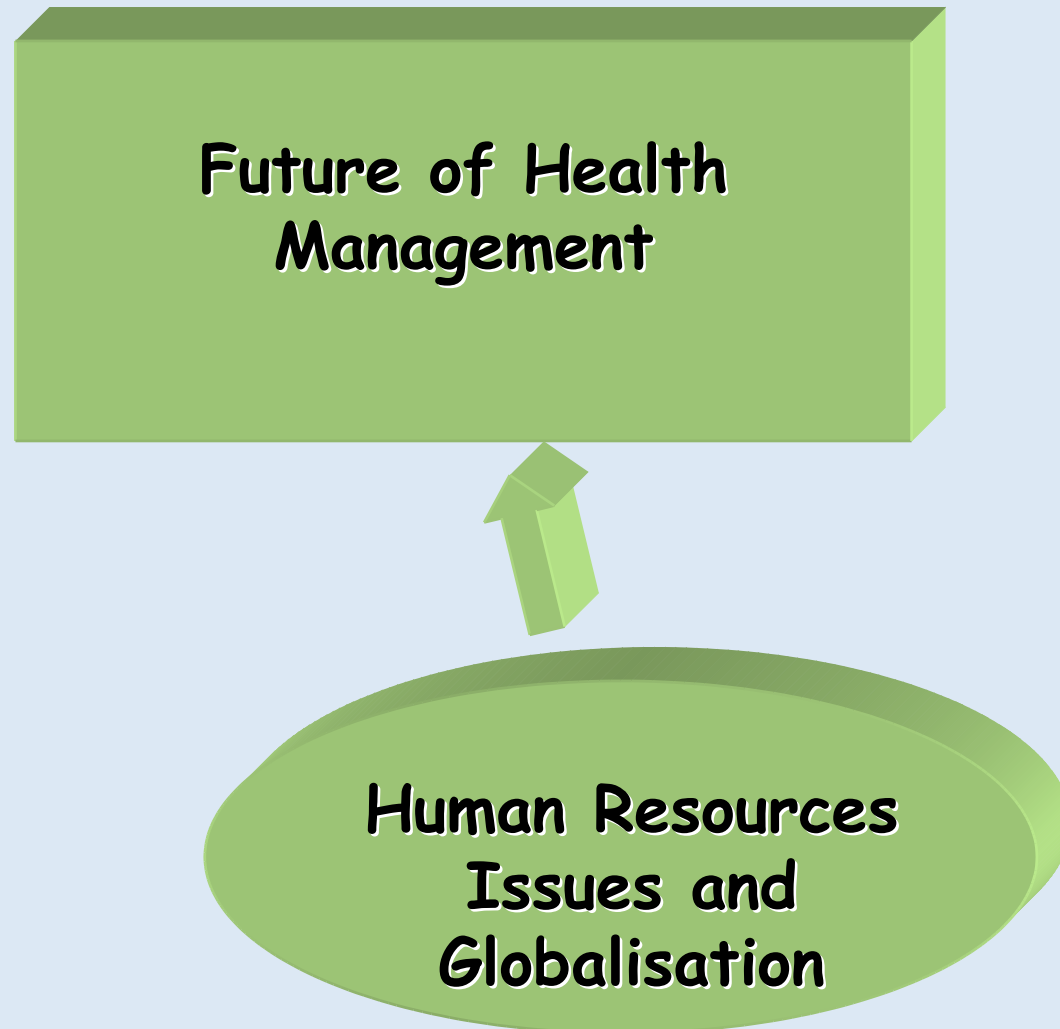 Future of Health
Management
Human Resources
Issues and
Globalisation